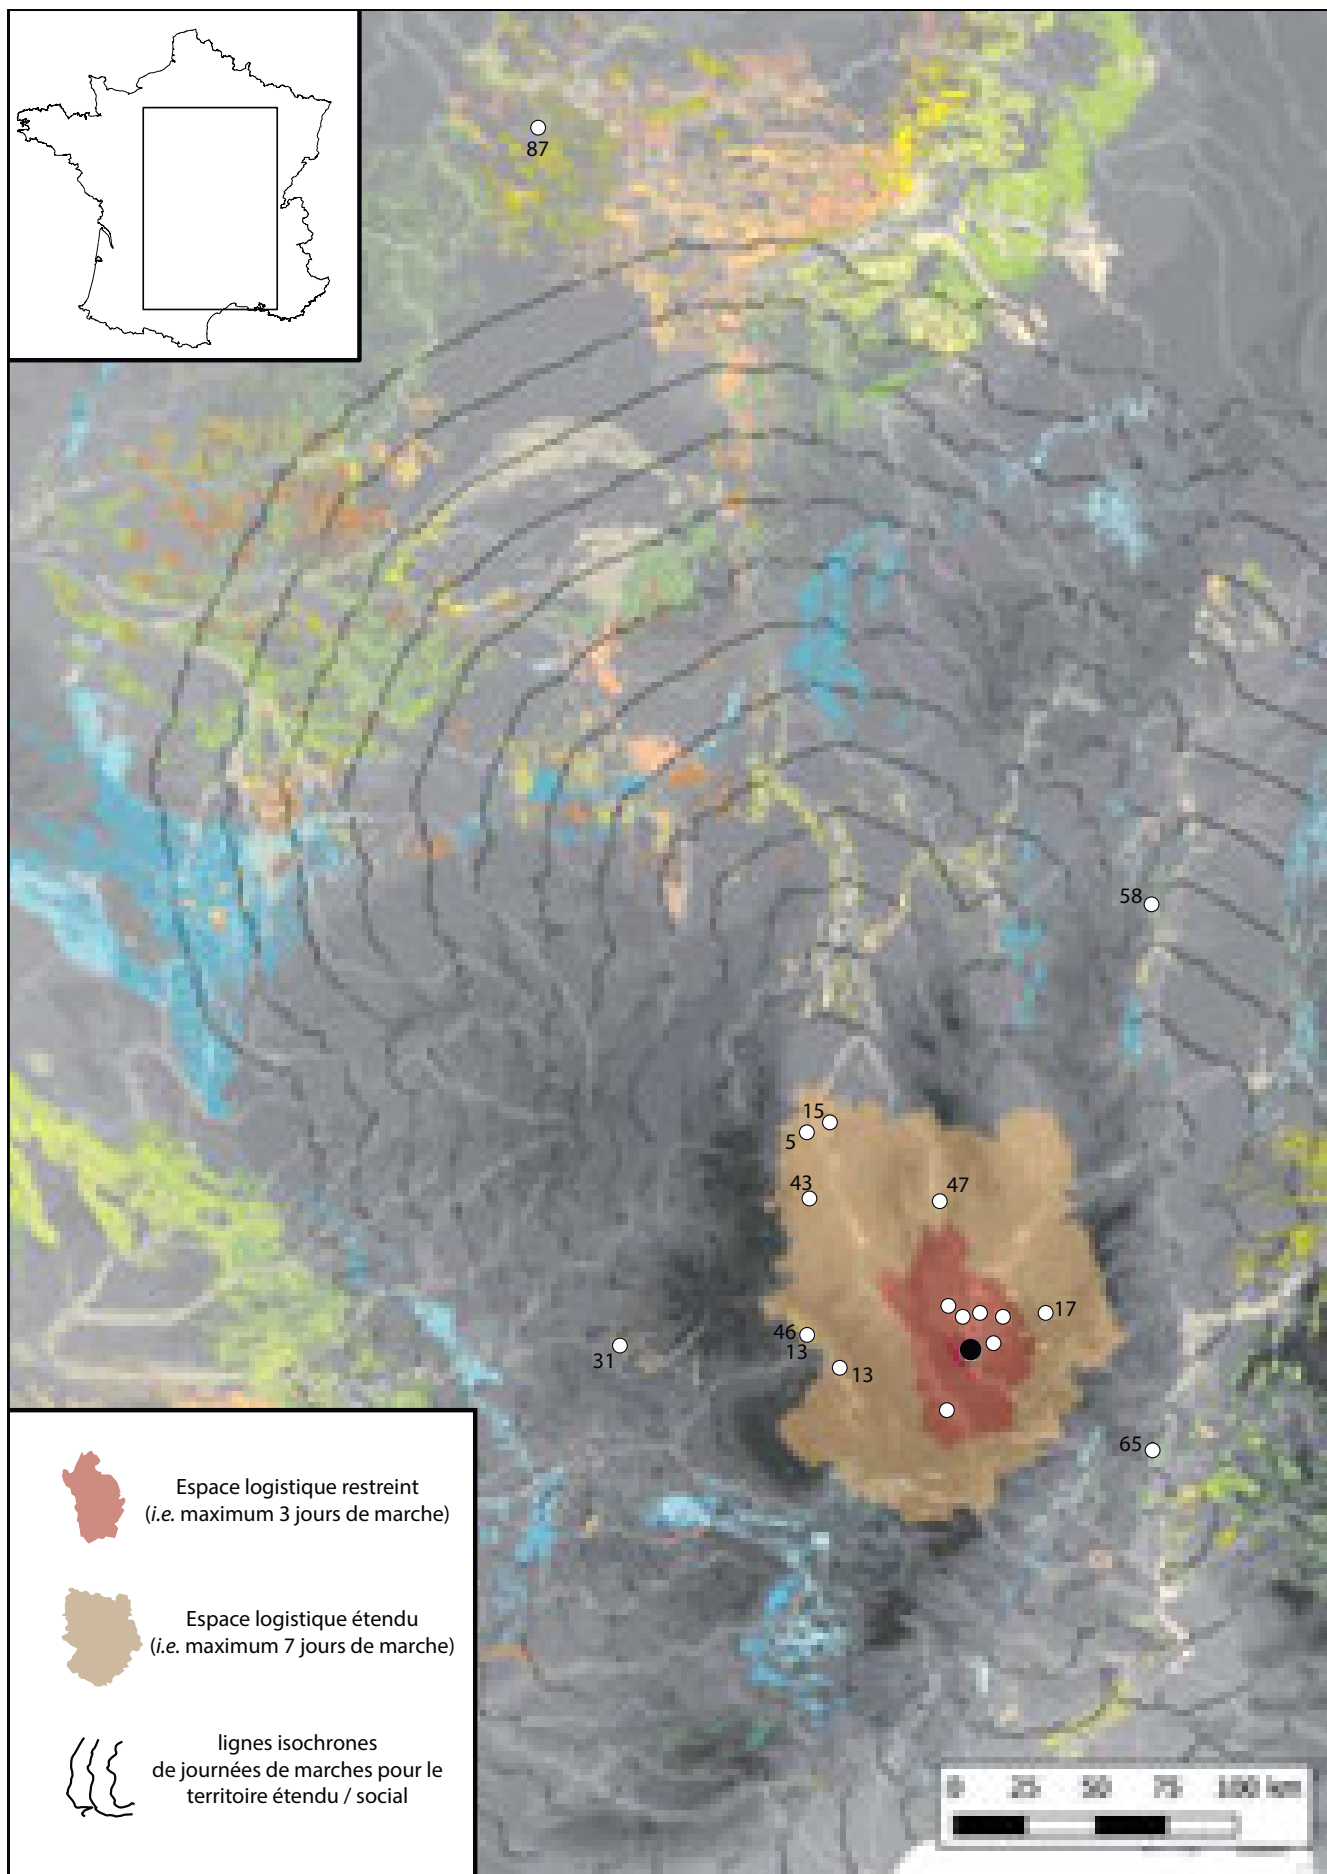 87
58
15
5
43
47
17
46
13
31
13
65
Espace logistique restreint
(i.e. maximum 3 jours de marche)
Espace logistique étendu
(i.e. maximum 7 jours de marche)
lignes isochrones
de journées de marches pour le
territoire étendu / social
0 25 50 75 100 km